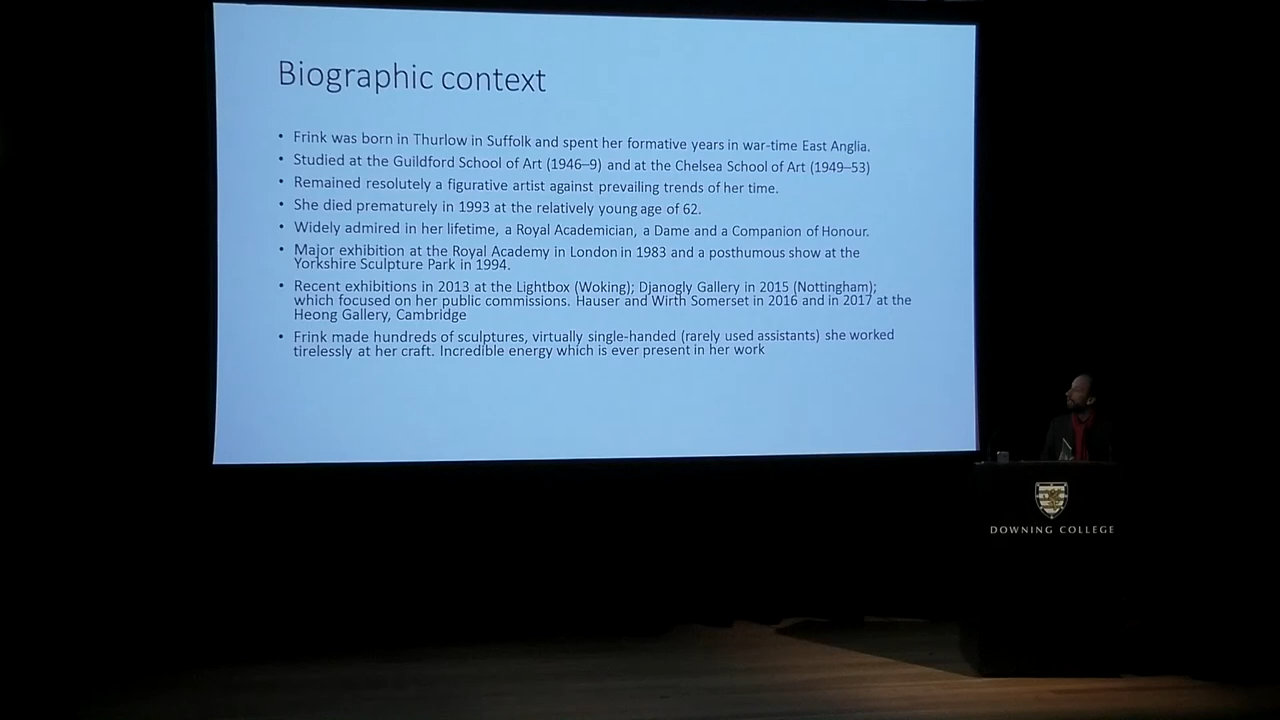 Biographic context
• Frink was born in Thurlow in Suffolk and spent her formative years in war-time East Anglia.
• Studied at the Guildford School of Art (1946–9) and at the Chelsea School of Art (1949–53)
• Remained resolutely a figurative artist against prevailing trends of her time.
• She died prematurely in 1993 at the relatively young age of 62.
• Widely admired in her lifetime, a Royal Academician, a Dame and a Companion of Honour.
• Major exhibition at the Royal Academy in London in 1983 and a posthumous show at the
Yorkshire Sculpture Park in 1994.
• Recent exhibitions in 2013 at the Lightbox (Woking); Djanogly Gallery in 2015 (Nottingham);
which focused on her public commissions. Hauser and Wirth Somerset in 2016 and in 2017 at the
Heong Gallery, Cambridge
• Frink made hundreds of sculptures, virtually single-handed (rarely used assistants) she worked
tirelessly at her craft. Incredible energy which is ever present in her work
DOWNING COLLEGE